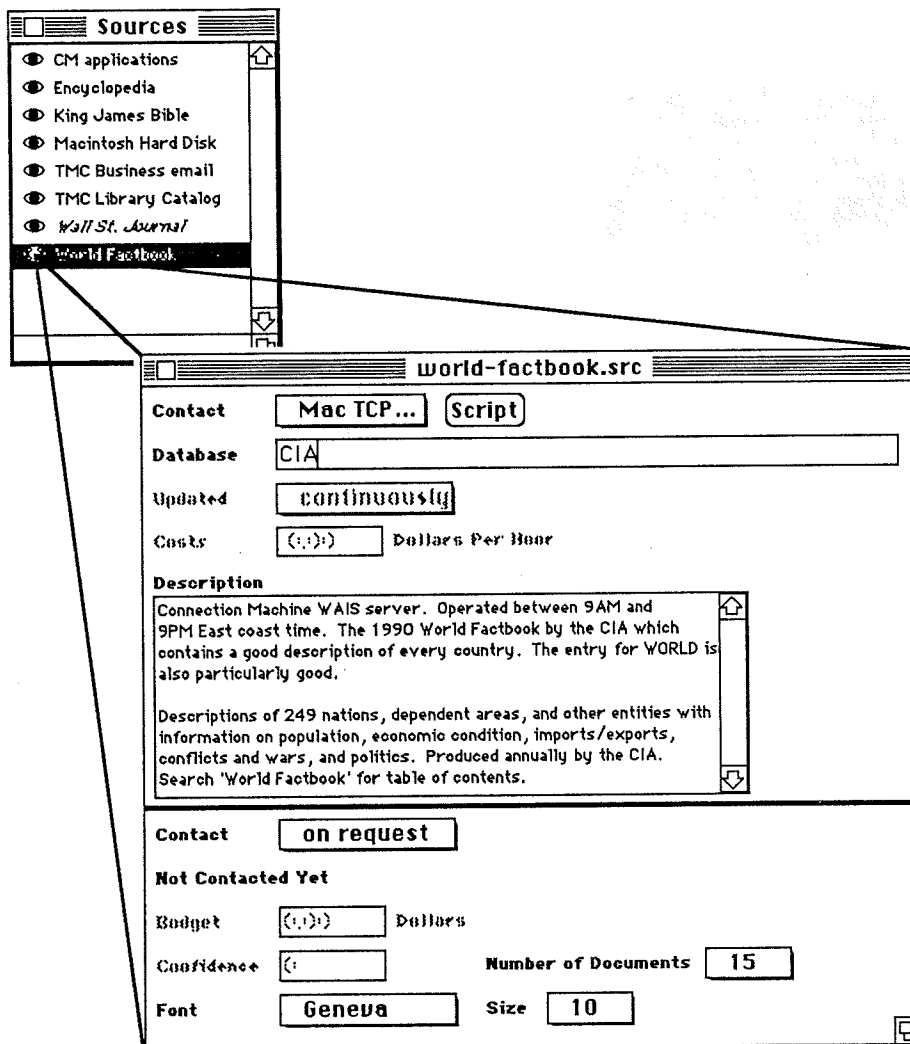 Sources
CM applications
Encyclopedia
King James Bible
Macintosh Hard Disk
TMC Business email
TMC Library Catalog
Wall St. Journal
World Factbook
world-factbook.src
Contact Mac TCP... Script
Database CIA
Updated continuously
Costs Dollars Per Hour
Description
Connection Machine WAIS server. Operated between 9AM and
9PM East coast time. The 1990 World Factbook by the CIA which
contains a good description of every country. The entry for WORLD is
also particularly good.
Descriptions of 249 nations, dependent areas, and other entities with
information on population, economic condition, imports/exports,
conflicts and wars, and politics. Produced annually by the CIA.
Search 'World Factbook' for table of contents.
Contact on request
Not Contacted Yet
Budget Dollars
Confidence
Number of Documents 15
Font Geneva Size 10